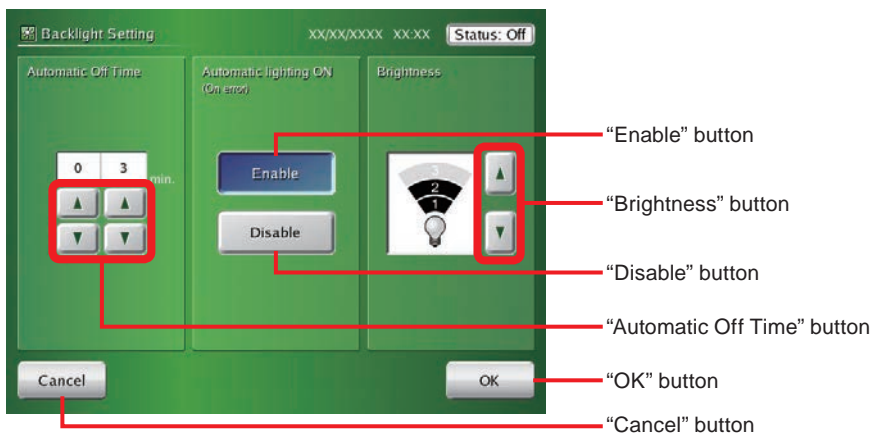 Backlight Setting XX/XX/XXXX XX:XX Status: Off
Automatic Off Time
Automatic lighting ON
(On error)
Brightness
0 3 min.
Enable
Disable
3
2
1
Cancel
OK
“Enable” button
“Brightness” button
“Disable” button
“Automatic Off Time” button
“OK” button
“Cancel” button